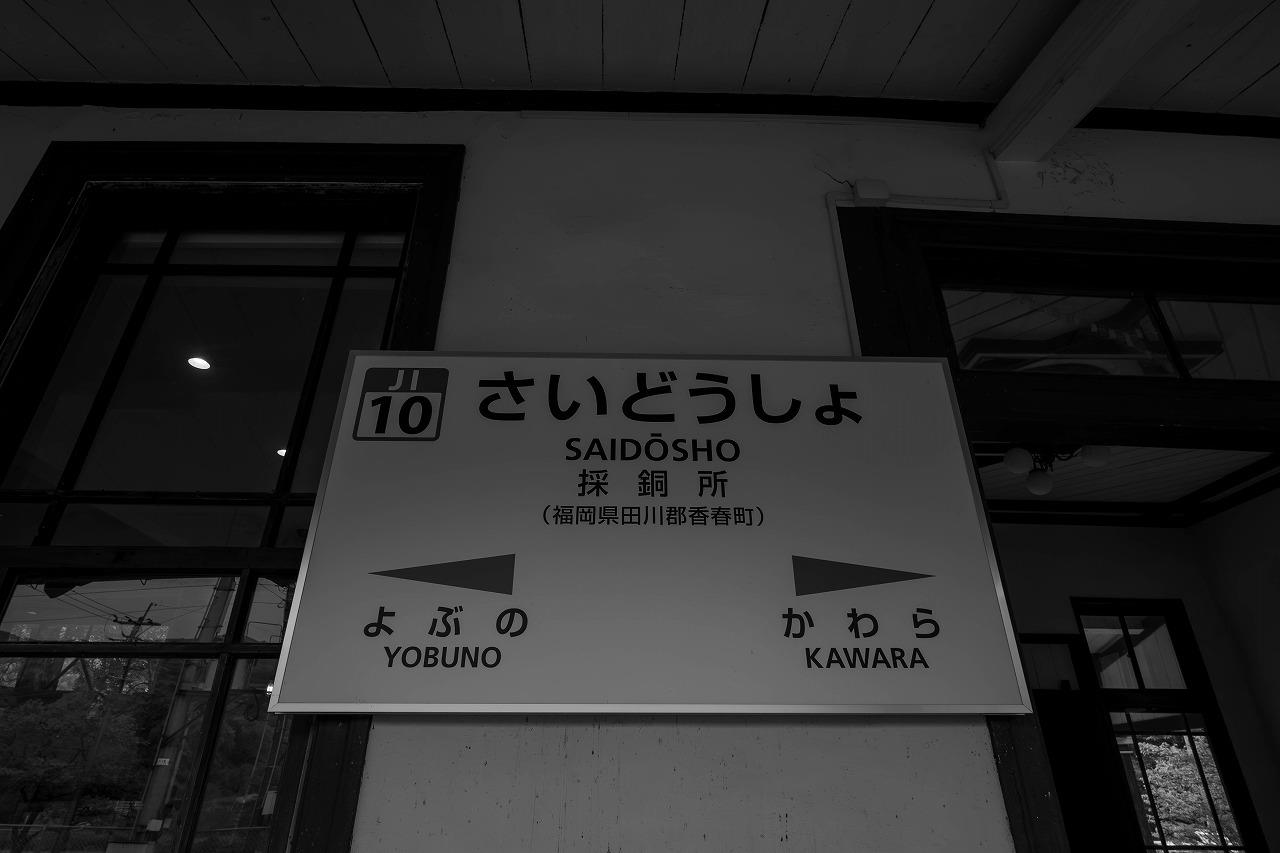 JI
10
さいどうしょ
SAIDŌSHO
採銅所
（福岡県田川郡香春町）
よぶの
YOBUNO
かわら
KAWARA